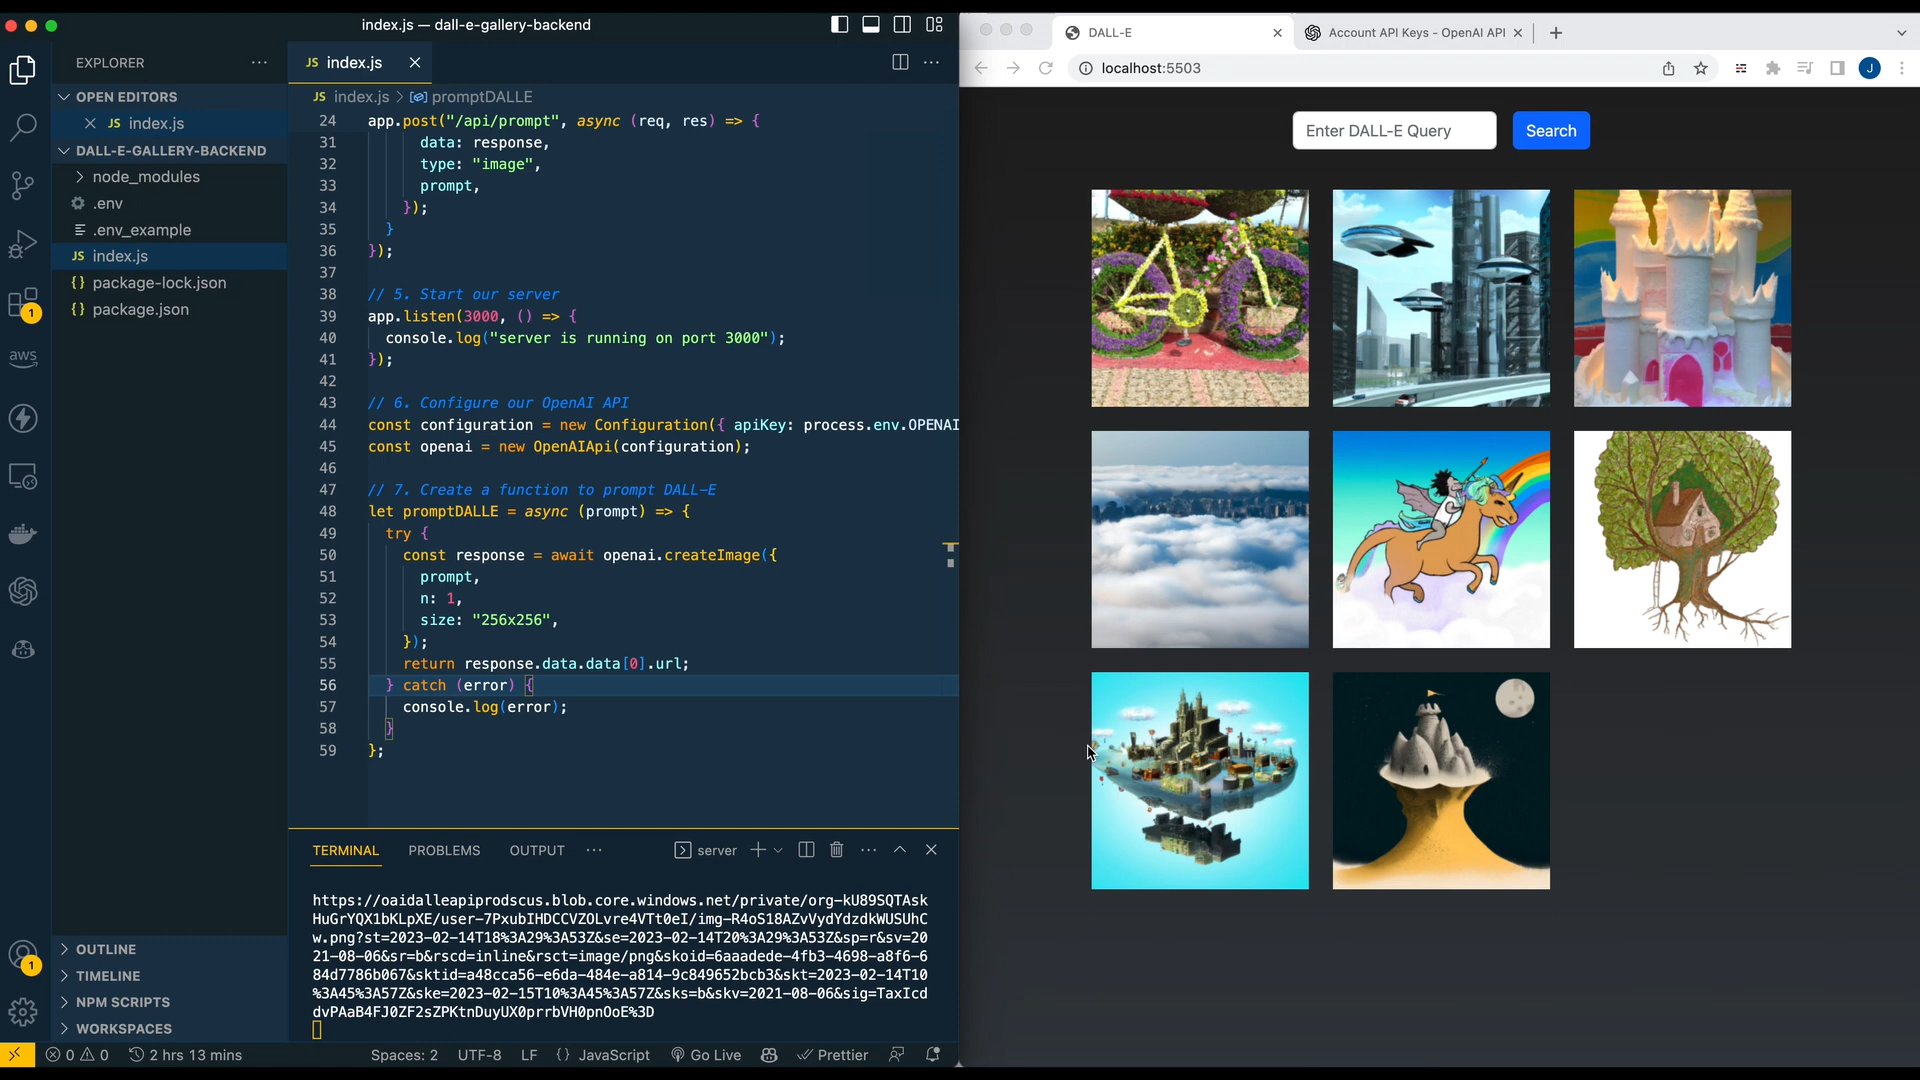 index.js — dall-e-gallery-backend
EXPLORER
OPEN EDITORS
JS index.js
DALL-E-GALLERY-BACKEND
node_modules
.env
.env_example
JS index.js
{} package-lock.json
{} package.json
aws
1
1
OUTLINE
TIMELINE
NPM SCRIPTS
WORKSPACES
JS index.js
JS index.js > promptDALLE
24 app.post("/api/prompt", async (req, res) => {
31 data: response,
32 type: "image",
33 prompt,
34 });
35 }
36 });
37
38 // 5. Start our server
39 app.listen(3000, () => {
40 console.log("server is running on port 3000");
41 });
42
43 // 6. Configure our OpenAI API
44 const configuration = new Configuration({ apiKey: process.env.OPENAI
45 const openai = new OpenAIApi(configuration);
46
47 // 7. Create a function to prompt DALL-E
48 let promptDALLE = async (prompt) => {
49 try {
50 const response = await openai.createImage({
51 prompt,
52 n: 1,
53 size: "256x256",
54 });
55 return response.data.data[0].url;
56 } catch (error) {
57 console.log(error);
58 }
59 };
TERMINAL PROBLEMS OUTPUT ··· server
https://oaidalleapiprodscus.blob.core.windows.net/private/org-kU89SQTAsk
HuGrYQX1bKLpXE/user-7PxubIHDCCVZOLvre4VTt0eI/img-R4oS18AZvVydYdzdkWUSUhC
w.png?st=2023-02-14T18%3A29%3A53Z&se=2023-02-14T20%3A29%3A53Z&sp=r&sv=20
21-08-06&sr=b&rscd=inline&rsct=image/png&skoid=6aaadede-4fb3-4698-a8f6-6
84d7786b067&sktid=a48cca56-e6da-484e-a814-9c849652bcb3&skt=2023-02-14T10
%3A45%3A57Z&ske=2023-02-15T10%3A45%3A57Z&sks=b&skv=2021-08-06&sig=TaxIcd
dvPAaB4FJ0ZF2sZPKtnDuyUX0prrbVH0pnOoE%3D
0 0 2 hrs 13 mins Spaces: 2 UTF-8 LF {} JavaScript Go Live Prettier
DALL-E
Account API Keys - OpenAI API
localhost:5503
J
Enter DALL-E Query
Search